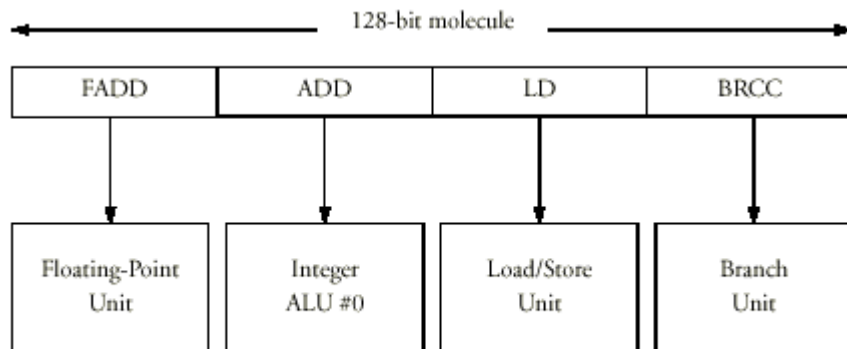 128-bit molecule
FADD
ADD
LD
BRCC
Floating-Point
Unit
Integer
ALU #0
Load/Store
Unit
Branch
Unit